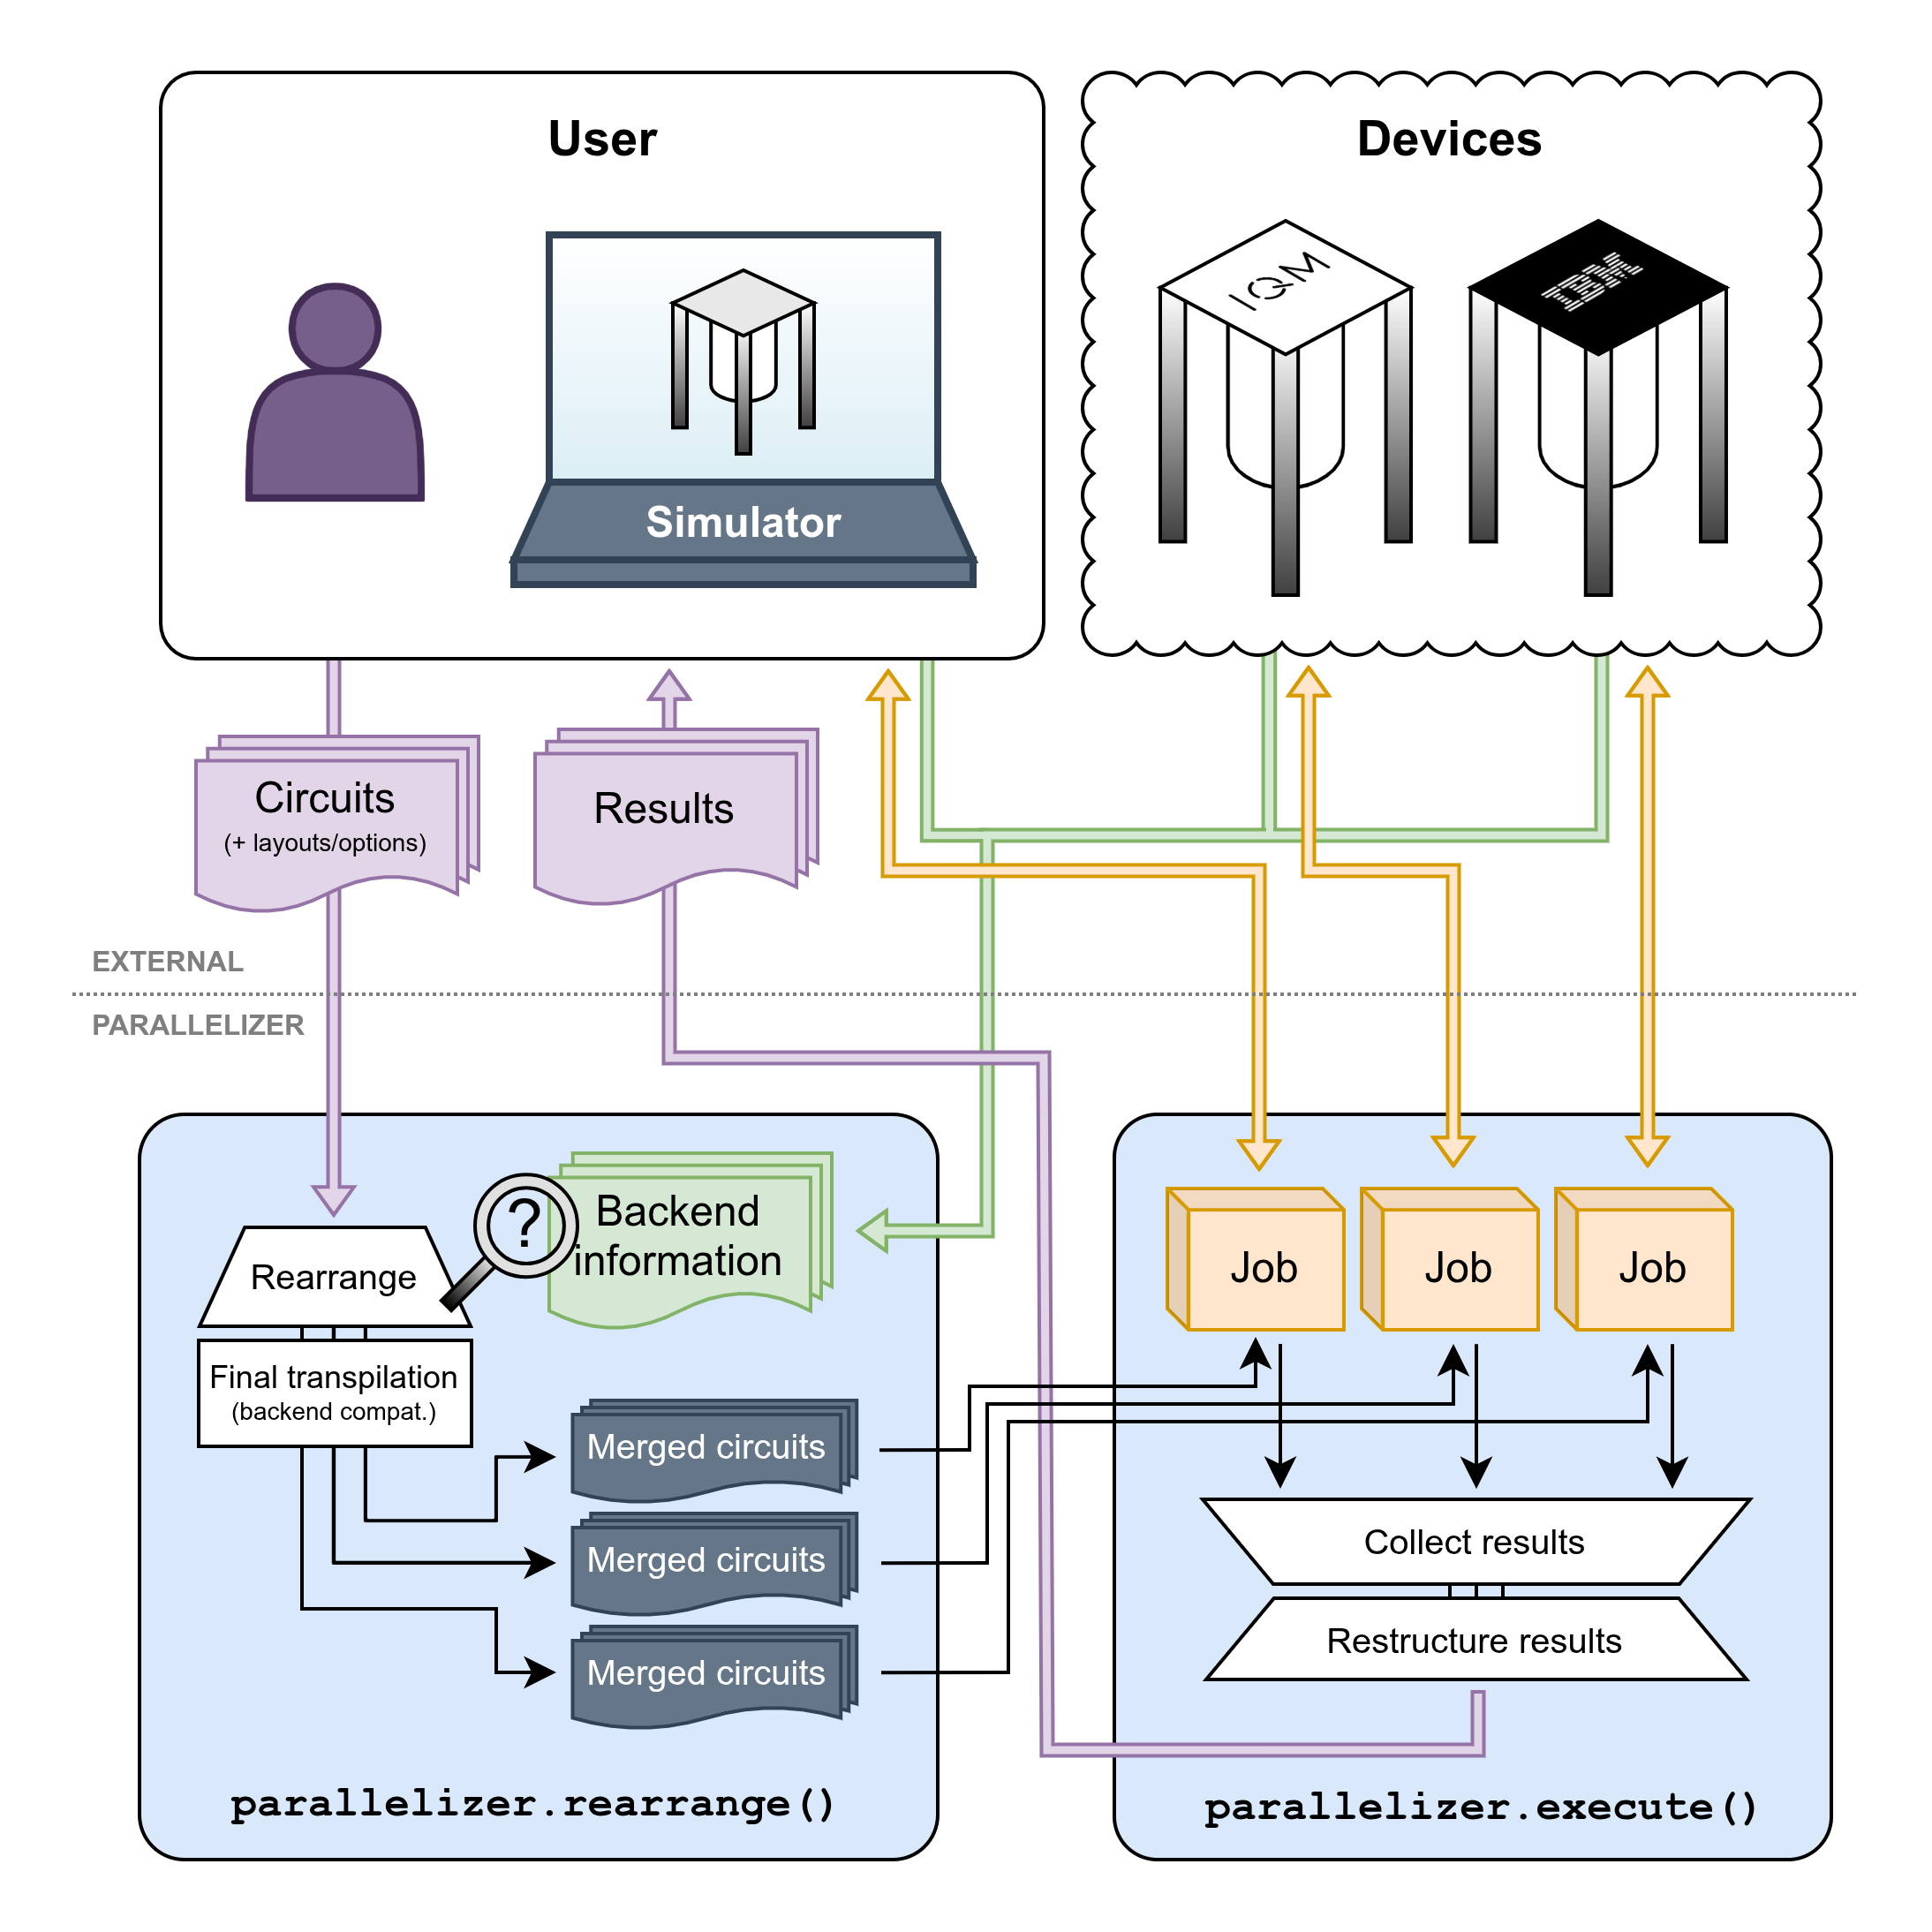 User
Devices
IQM
IBM
Simulator
Circuits
(+ layouts/options)
Results
EXTERNAL
PARALLELIZER
?
Backend
information
Rearrange
Final transpilation
(backend compat.)
Merged circuits
Merged circuits
Merged circuits
parallelizer.rearrange()
Job
Job
Job
Collect results
Restructure results
parallelizer.execute()